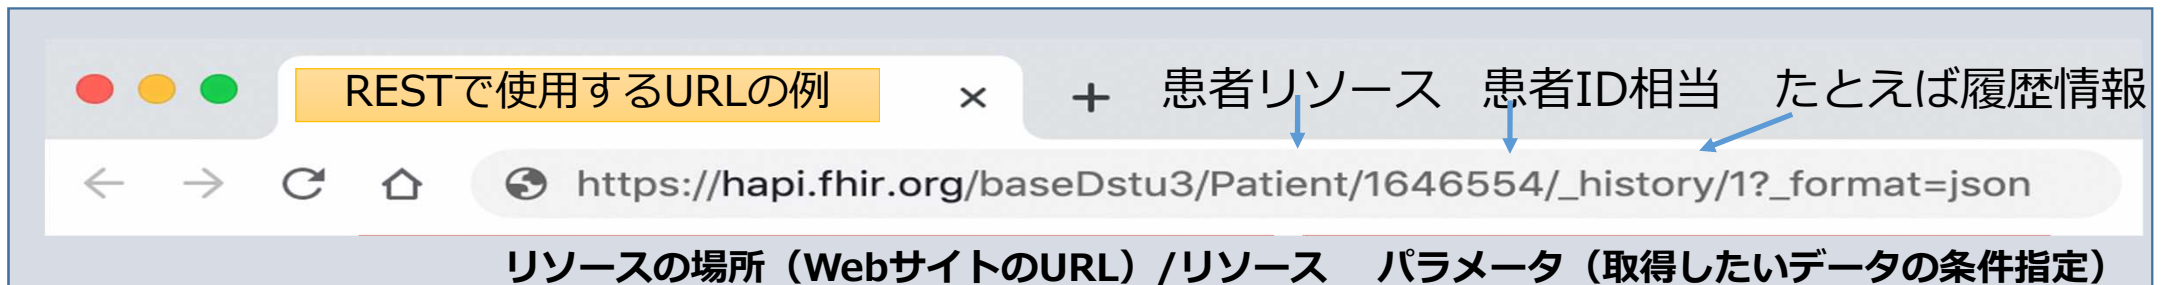 RESTで使用するURLの例 × + 患者リソース 患者ID相当 たとえば履歴情報
https://hapi.fhir.org/baseDstu3/Patient/1646554/_history/1?_format=json
リソースの場所（WebサイトのURL）/リソース パラメータ（取得したいデータの条件指定）